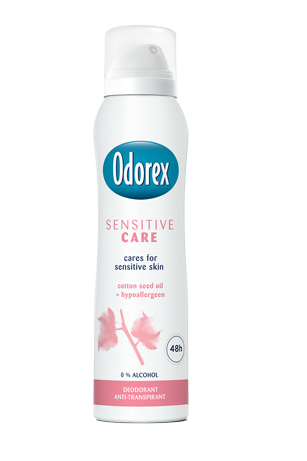 Odorex
SENSITIVE
CARE
cares for
sensitive skin
cotton seed oil
+ hypoallergeen
48h
0 % ALCOHOL
DEODORANT
ANTI-TRANSPIRANT